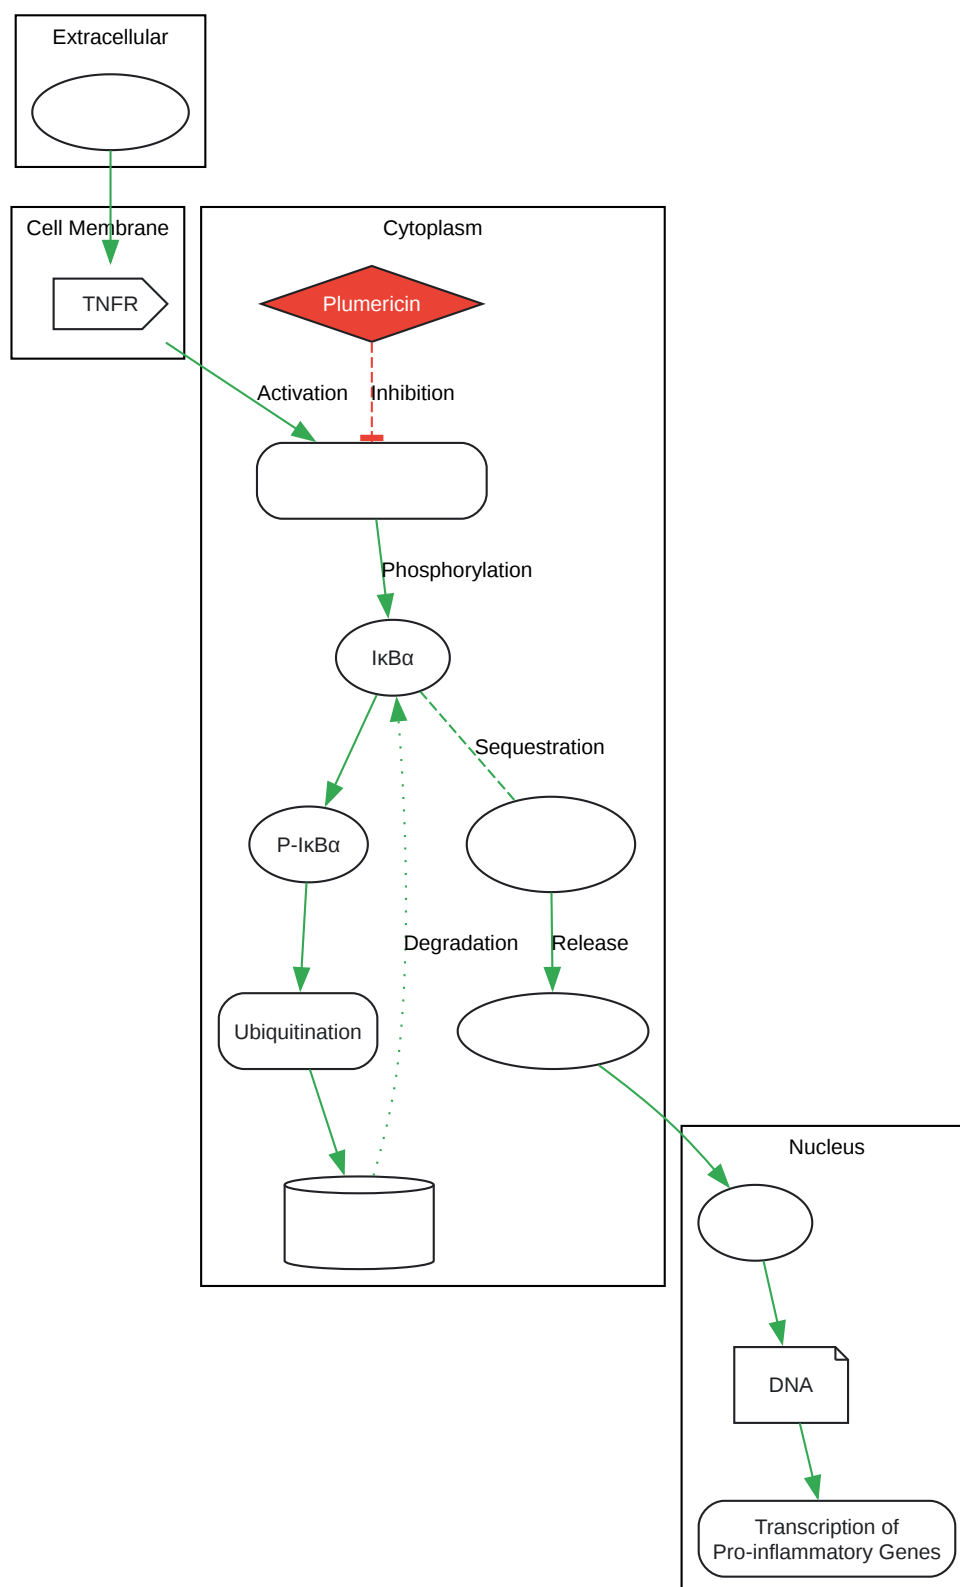 Extracellular
Cell Membrane
Cytoplasm
TNFR
Plumericin
Activation
Inhibition
Phosphorylation
IκBα
Sequestration
P-IκBα
Degradation
Release
Ubiquitination
Nucleus
DNA
Transcription of
Pro-inflammatory Genes